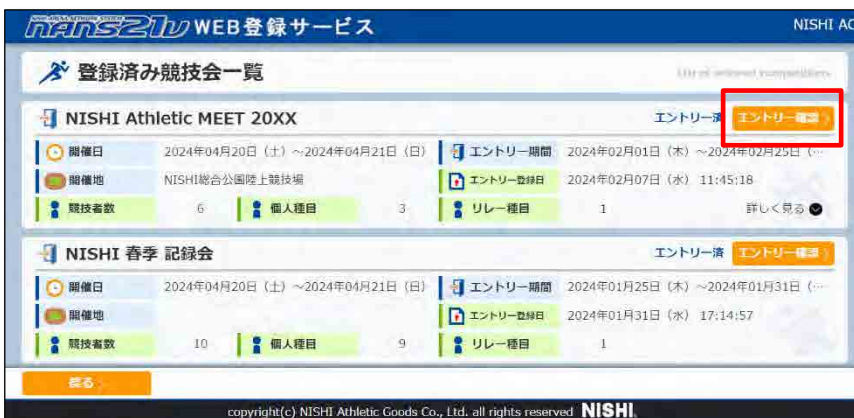 NANS21V WEB登録サービス NISHI AC
登録済み競技会一覧 List of entered competitions
NISHI Athletic MEET 20XX エントリー済 エントリー確認
開催日 2024年04月20日（土）～2024年04月21日（日） エントリー期間 2024年02月01日（木）～2024年02月25日（…
開催地 NISHI総合公園陸上競技場 エントリー登録日 2024年02月07日（水） 11:45:18
競技者数 6 個人種目 3 リレー種目 1 詳しく見る
NISHI 春季 記録会 エントリー済 エントリー確認
開催日 2024年04月20日（土）～2024年04月21日（日） エントリー期間 2024年01月25日（木）～2024年01月31日（…
開催地 エントリー登録日 2024年01月31日（水） 17:14:57
競技者数 10 個人種目 9 リレー種目 1
戻る
copyright(c) NISHI Athletic Goods Co., Ltd. all rights reserved NISHI.